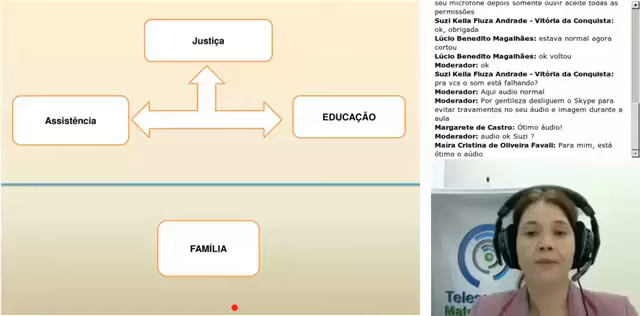 Justiça
Assistência
EDUCAÇÃO
FAMÍLIA
seu microfone depois somente ouvir aceite todas as
permissões
Suzi Keila Fiuza Andrade - Vitória da Conquista:
ok, obrigada
Lúcio Benedito Magalhães: estava normal agora
cortou
Lúcio Benedito Magalhães: ok voltou
Moderador: ok
Suzi Keila Fiuza Andrade - Vitória da Conquista:
pra vcs o som está falhando?
Moderador: Aqui audio normal
Moderador: Por gentileza desliguem o Skype para
evitar travamentos no seu áudio e imagem durante a
aula
Margarete de Castro: Ótimo áudio!
Moderador: audio ok Suzi ?
Maíra Cristina de Oliveira Favali: Para mim, está
ótimo o aúdio